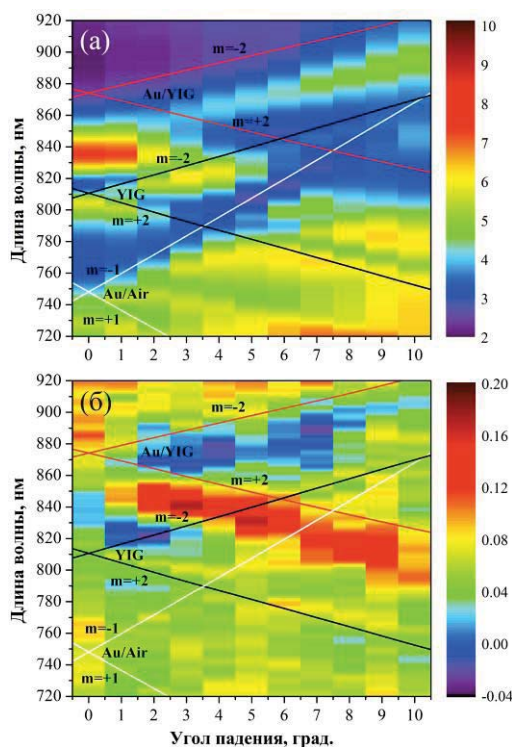 (а)
920
900
880
860
840
820
800
780
760
740
720
Длина волны, нм
m=-2
Au/YIG
m=+2
m=-2
YIG
m=+2
m=-1
Au/Air
m=+1
0 1 2 3 4 5 6 7 8 9 10
10
9
8
7
6
5
4
3
2
(б)
920
900
880
860
840
820
800
780
760
740
720
Длина волны, нм
m=-2
Au/YIG
m=+2
m=-2
YIG
m=+2
m=-1
Au/Air
m=+1
0 1 2 3 4 5 6 7 8 9 10
Угол падения, град.
0.20
0.16
0.12
0.08
0.04
0.00
-0.04